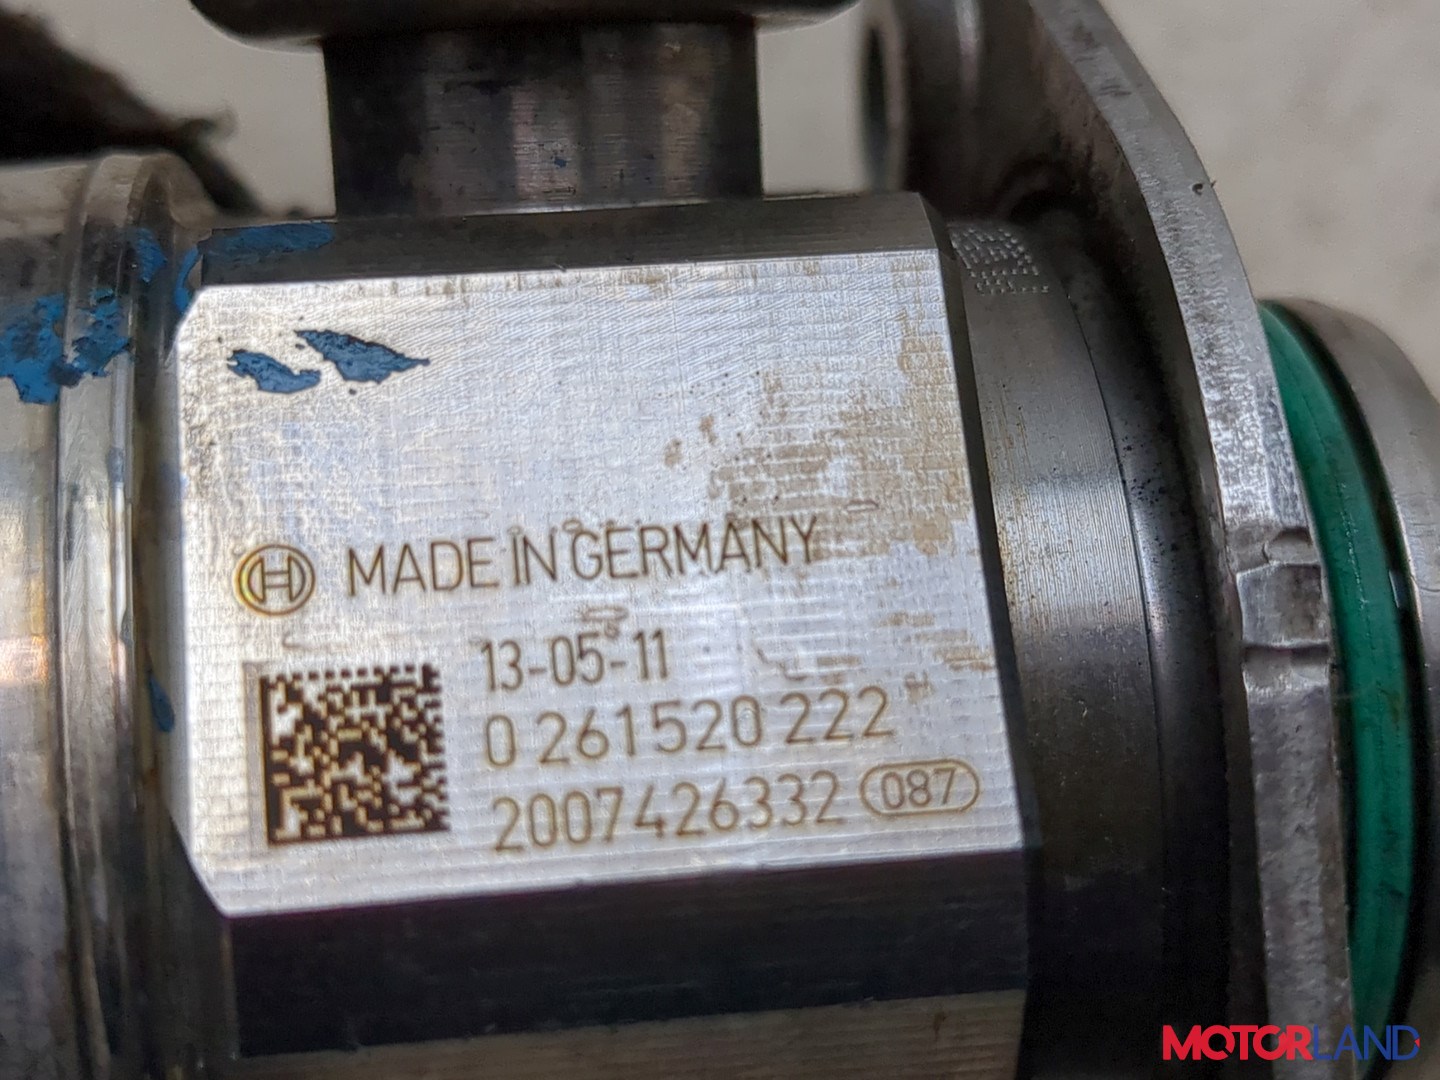 MADE IN GERMANY
13-05-11
0 261 520 222
2007426332 087
MOTORLAND